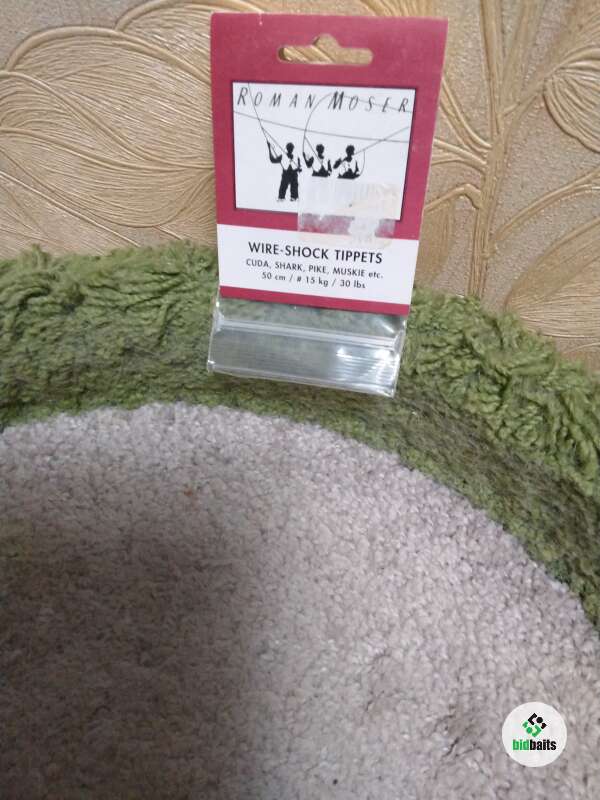 ROMAN MOSER
WIRE-SHOCK TIPPETS
CUDA, SHARK, PIKE, MUSKIE etc.
50 cm / # 15 kg / 30 lbs
bidbaits